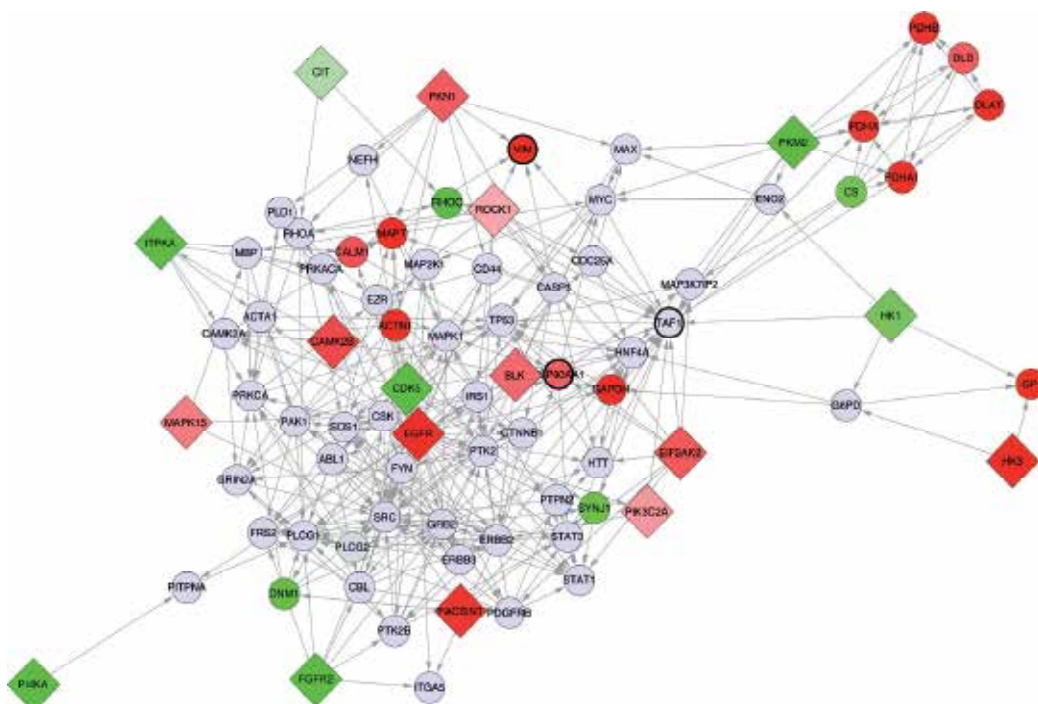 PDHB
DLD
CIT
DLAT
PKN1
PDHX
PKM2
VIM
MAX
NEFH
PDHA1
CS
ENO2
MYC
RHOC
ROCK1
PLD1
RHOA
MAPT
ITPKA
MBP
CALM1
PRKACA
MAP2K1
CD44
CDC25A
CASP3
MAP3K7IP2
EZR
ACTA1
TAF1
HK1
CAMK2A
ACTN1
TP53
CAMK2B
MAPK1
HNF4A
BLK
CDK5
GAPDH
PRKCA
IRS1
G6PD
MAPK15
PAK1
SOS1
CSK
EGFR
CTNNB1
PTK2
EIF2AK2
HK3
ABL1
FYN
HTT
GRIN2A
SYNJ1
PIK3C2A
SRC
GRB2
FRS2
PLCG1
PLCG2
ERBB2
STAT3
ERBB3
STAT1
PITPNA
CBL
DNM1
PACSIN1
PDGFRB
PTK2B
PI4KA
FGFR2
ITGA5